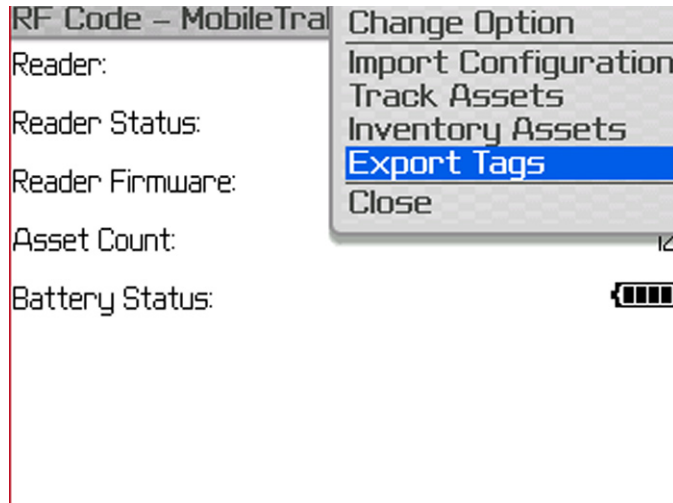 RF Code – MobileTra
Change Option
Import Configuration
Track Assets
Inventory Assets
Export Tags
Close
Reader:
Reader Status:
Reader Firmware:
Asset Count:
Battery Status: